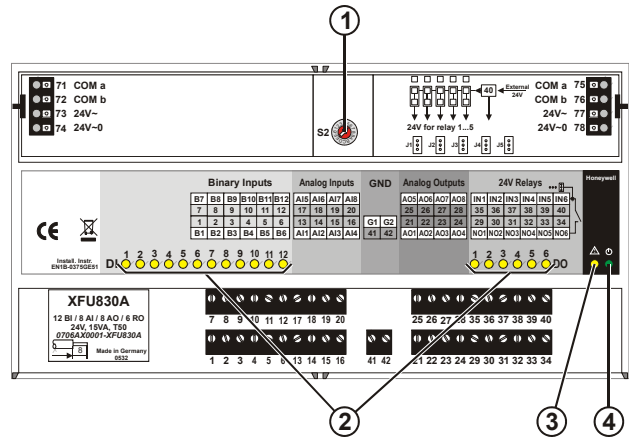 1
71 COM a
72 COM b
73 24V~
74 24V~0
S2
40
External
24V
24V for relay 1...5
J1 J2 J3 J4 J5
COM a 75
COM b 76
24V~ 77
24V~0 78
Binary Inputs Analog Inputs GND Analog Outputs 24V Relays
Honeywell
B7 B8 B9 B10 B11 B12 AI5 AI6 AI7 AI8 AO5 AO6 AO7 AO8 IN1 IN2 IN3 IN4 IN5 IN6
7 8 9 10 11 12 17 18 19 20 25 26 27 28 35 36 37 38 39 40
1 2 3 4 5 6 13 14 15 16 G1 G2 21 22 23 24 29 30 31 32 33 34
B1 B2 B3 B4 B5 B6 AI1 AI2 AI3 AI4 41 42 AO1 AO2 AO3 AO4 NO1 NO2 NO3 NO4 NO5 NO6
CE
Install. Instr.
EN1B-0375GE51
DI 1 2 3 4 5 6 7 8 9 10 11 12
1 2 3 4 5 6 DO
XFU830A
12 BI / 8 AI / 8 AO / 6 RO
24V, 15VA, T50
0706AX0001-XFU830A
8
Made in Germany
0532
7 8 9 10 11 12 17 18 19 20 25 26 27 28 35 36 37 38 39 40
1 2 3 4 5 6 13 14 15 16 41 42 21 22 23 24 29 30 31 32 33 34
2 3 4